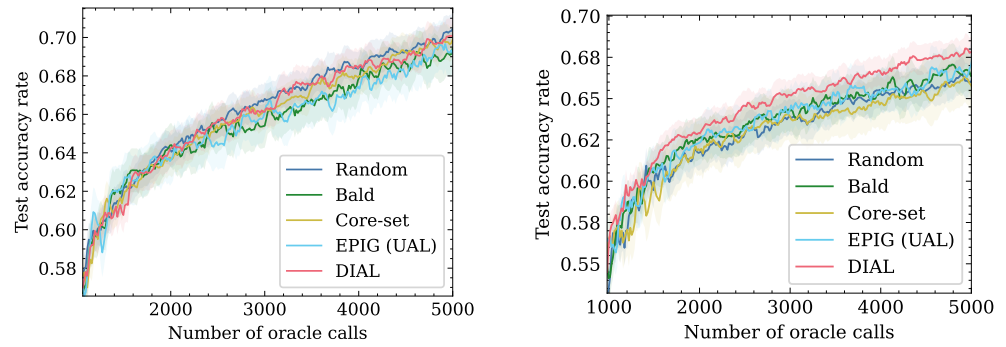 Test accuracy rate
0.70
0.68
0.66
0.64
0.62
0.60
0.58
Random
Bald
Core-set
EPIG (UAL)
DIAL
2000 3000 4000 5000
Number of oracle calls
Test accuracy rate
0.70
0.68
0.65
0.62
0.60
0.58
0.55
Random
Bald
Core-set
EPIG (UAL)
DIAL
1000 2000 3000 4000 5000
Number of oracle calls